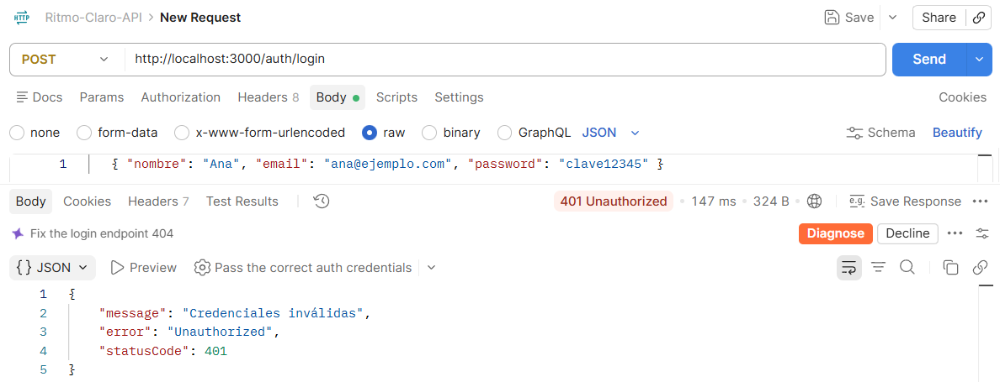 HTTP Ritmo-Claro-API > New Request Save Share
POST http://localhost:3000/auth/login Send
Docs Params Authorization Headers 8 Body Scripts Settings Cookies
none form-data x-www-form-urlencoded raw binary GraphQL JSON Schema Beautify
1 { "nombre": "Ana", "email": "ana@ejemplo.com", "password": "clave12345" }
Body Cookies Headers 7 Test Results 401 Unauthorized • 147 ms • 324 B • e.g. Save Response
Fix the login endpoint 404 Diagnose Decline
{} JSON Preview Pass the correct auth credentials
1 {
2 "message": "Credenciales inválidas",
3 "error": "Unauthorized",
4 "statusCode": 401
5 }